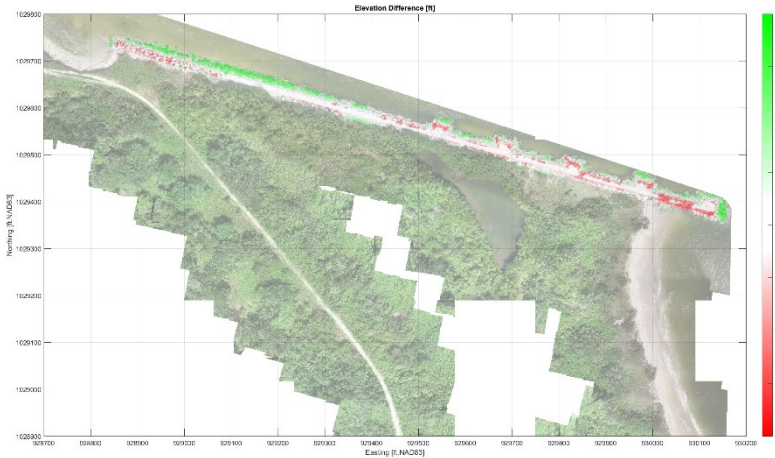 Elevation Difference [ft]
1029800
1029700
1029600
1029500
1029400
1029300
1029200
1029100
1029000
1028900
Northing [ft,NAD83]
928700 928800 928900 929000 929100 929200 929300 929400 929500 929600 929700 929800 929900 930000 930100 930200
Easting [ft,NAD83]